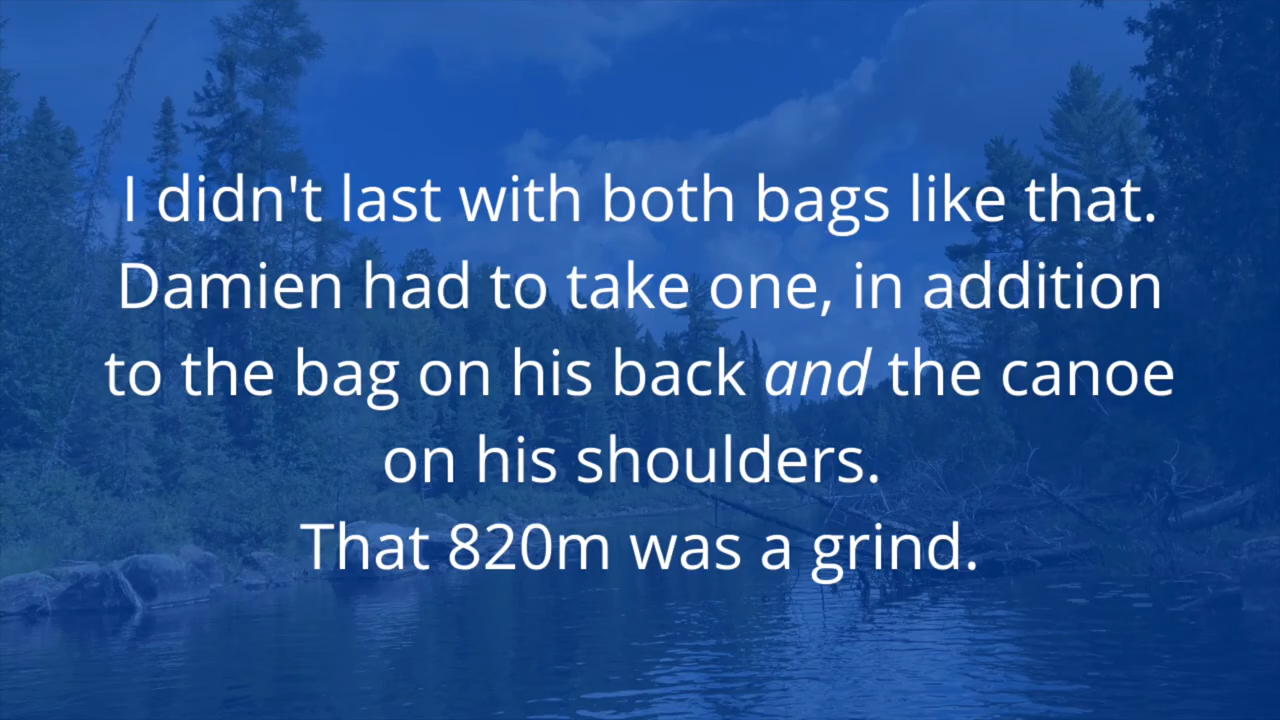 I didn't last with both bags like that.
Damien had to take one, in addition
to the bag on his back and the canoe
on his shoulders.
That 820m was a grind.